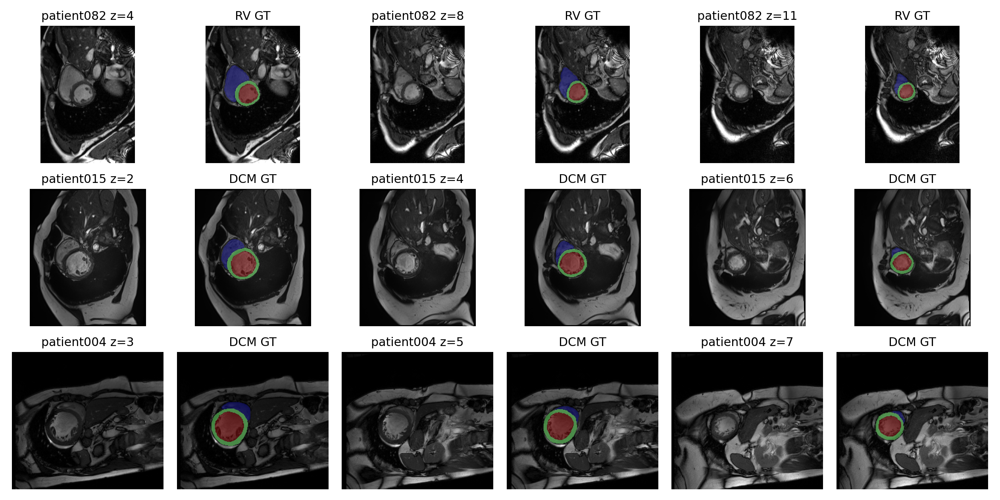 patient082 z=4 RV GT patient082 z=8 RV GT patient082 z=11 RV GT
patient015 z=2 DCM GT patient015 z=4 DCM GT patient015 z=6 DCM GT
patient004 z=3 DCM GT patient004 z=5 DCM GT patient004 z=7 DCM GT